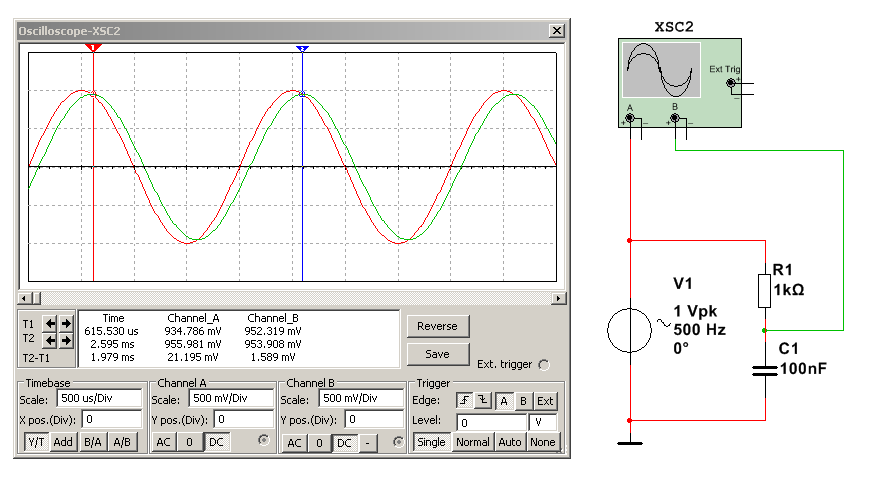 Oscilloscope-XSC2
1
2
T1
T2
T2-T1
Time Channel_A Channel_B
615.530 us 934.786 mV 952.319 mV
2.595 ms 955.981 mV 953.908 mV
1.979 ms 21.195 mV 1.589 mV
Reverse
Save
Ext. trigger
Timebase
Scale: 500 us/Div
X pos.(Div): 0
Y/T Add B/A A/B
Channel A
Scale: 500 mV/Div
Y pos.(Div): 0
AC 0 DC
Channel B
Scale: 500 mV/Div
Y pos.(Div): 0
AC 0 DC -
Trigger
Edge: A B Ext
Level: 0 V
Single Normal Auto None
XSC2
Ext Trig
+
_
A B
+ _ + _
V1
1 Vpk
500 Hz
0°
R1
1kΩ
C1
100nF